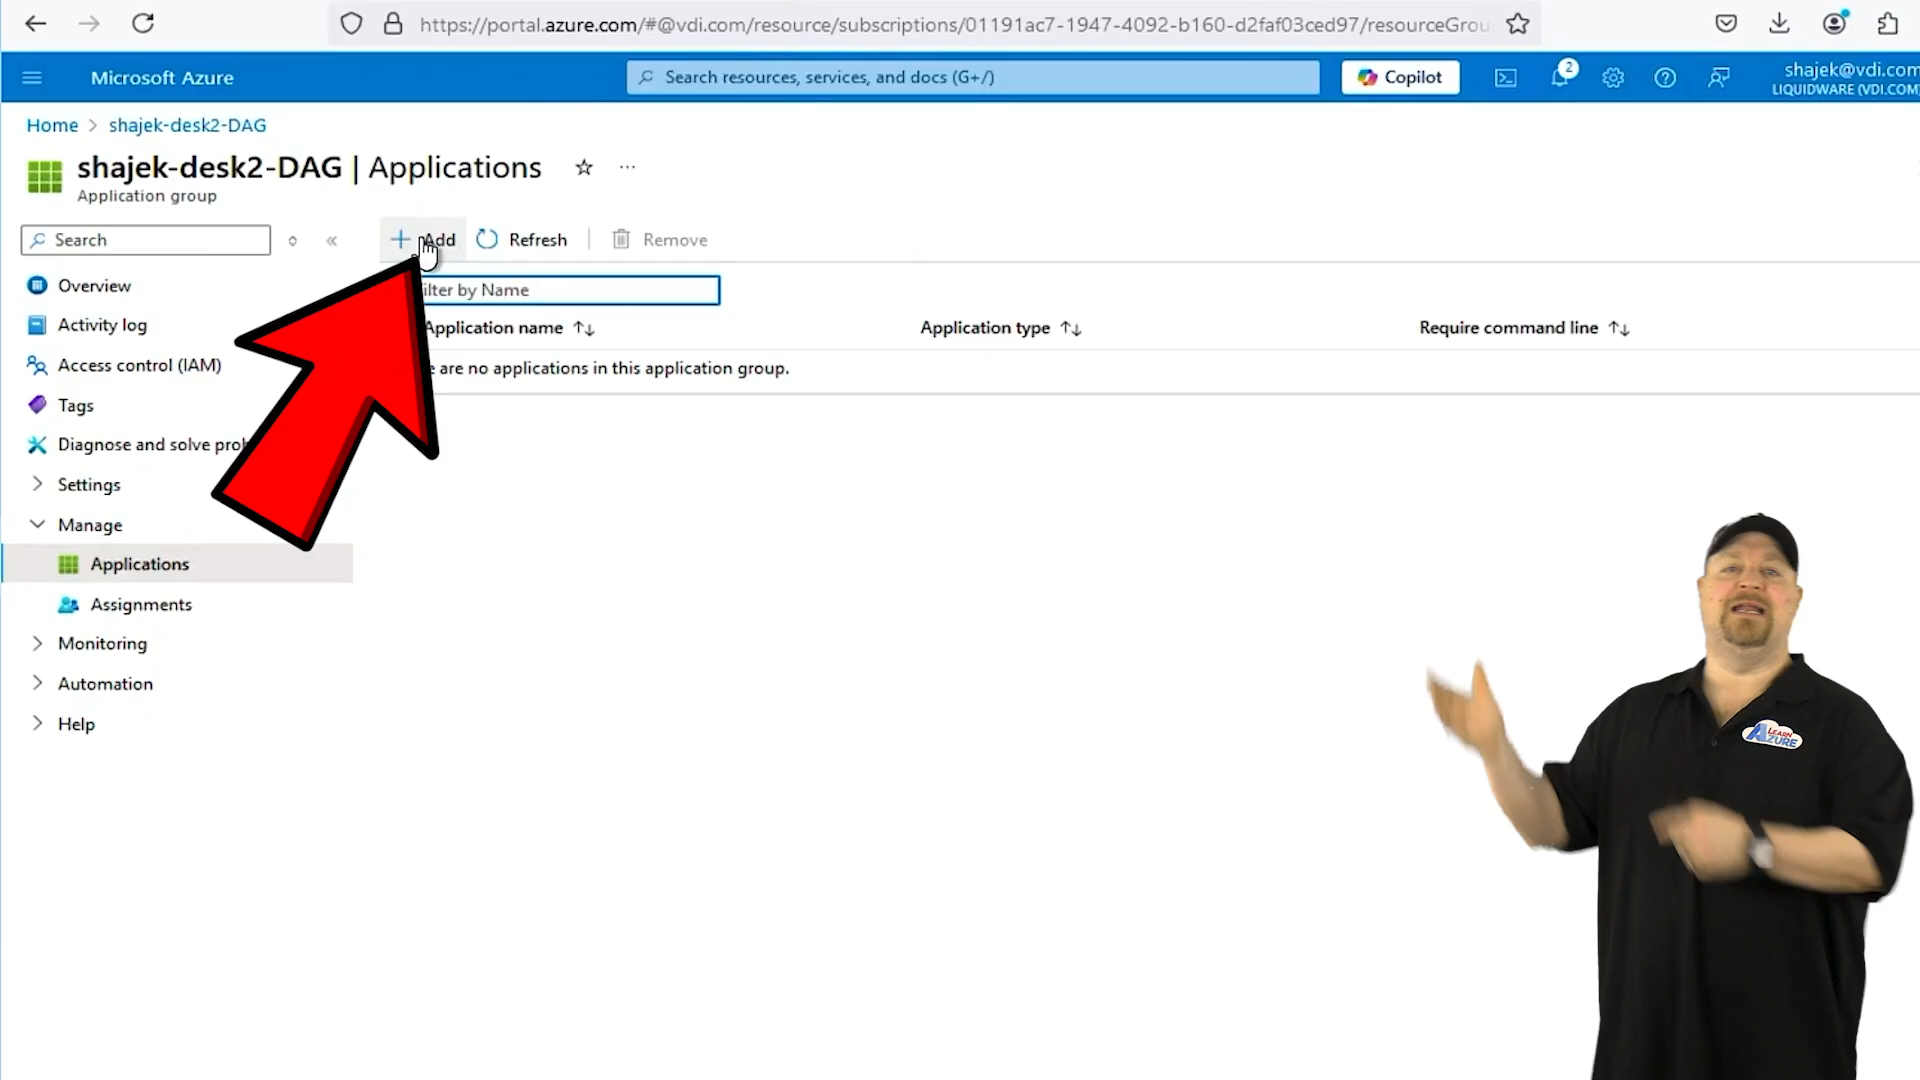 https://portal.azure.com/#@vdi.com/resource/subscriptions/01191ac7-1947-4092-b160-d2faf03ced97/resourceGrou
Microsoft Azure
Search resources, services, and docs (G+/)
Copilot
2
shajek@vdi.com
LIQUIDWARE (VDI.COM)
Home > shajek-desk2-DAG
shajek-desk2-DAG | Applications
Application group
Search
Add
Refresh
Remove
Overview
ilter by Name
Activity log
Application name
Application type
Require command line
Access control (IAM)
e are no applications in this application group.
Tags
Diagnose and solve prob
Settings
Manage
Applications
Assignments
Monitoring
Automation
Help
LEARN
AZURE